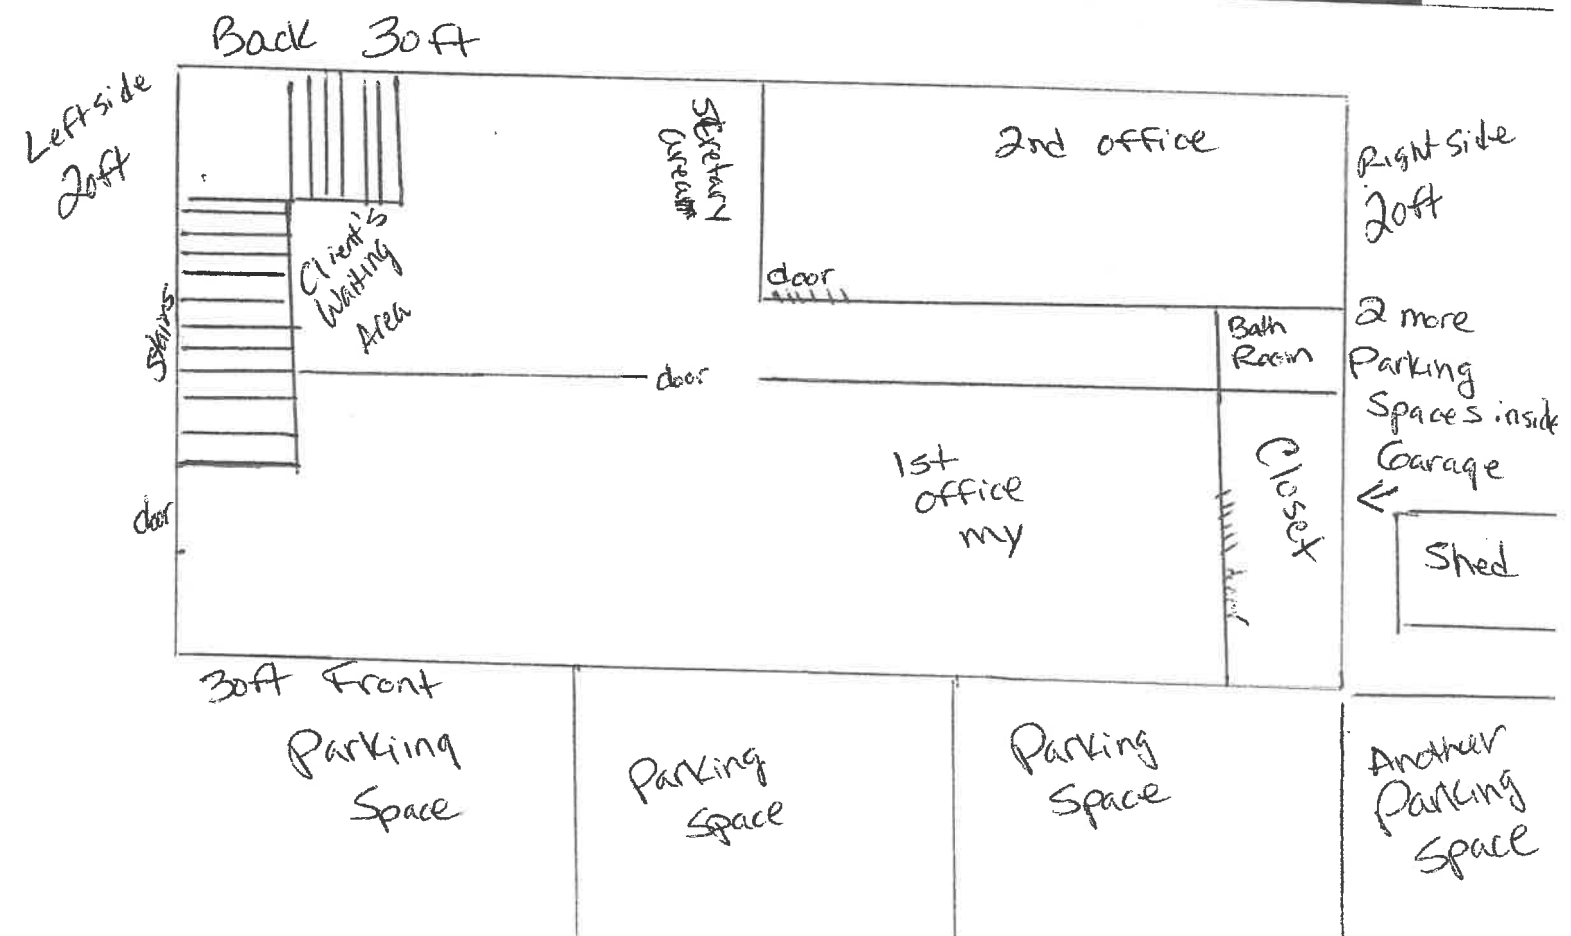 Back 30ft
Left side
20ft
SEcretary
area
2nd office
Right side
20ft
door
Client's
Waiting
Area
stairs
door
Bath
Room
2 more
Parking
Spaces inside
Garage
door
1st
office
my
Closet
Shed
30ft Front
Parking
Space
Parking
Space
Parking
Space
Another
Parking
Space